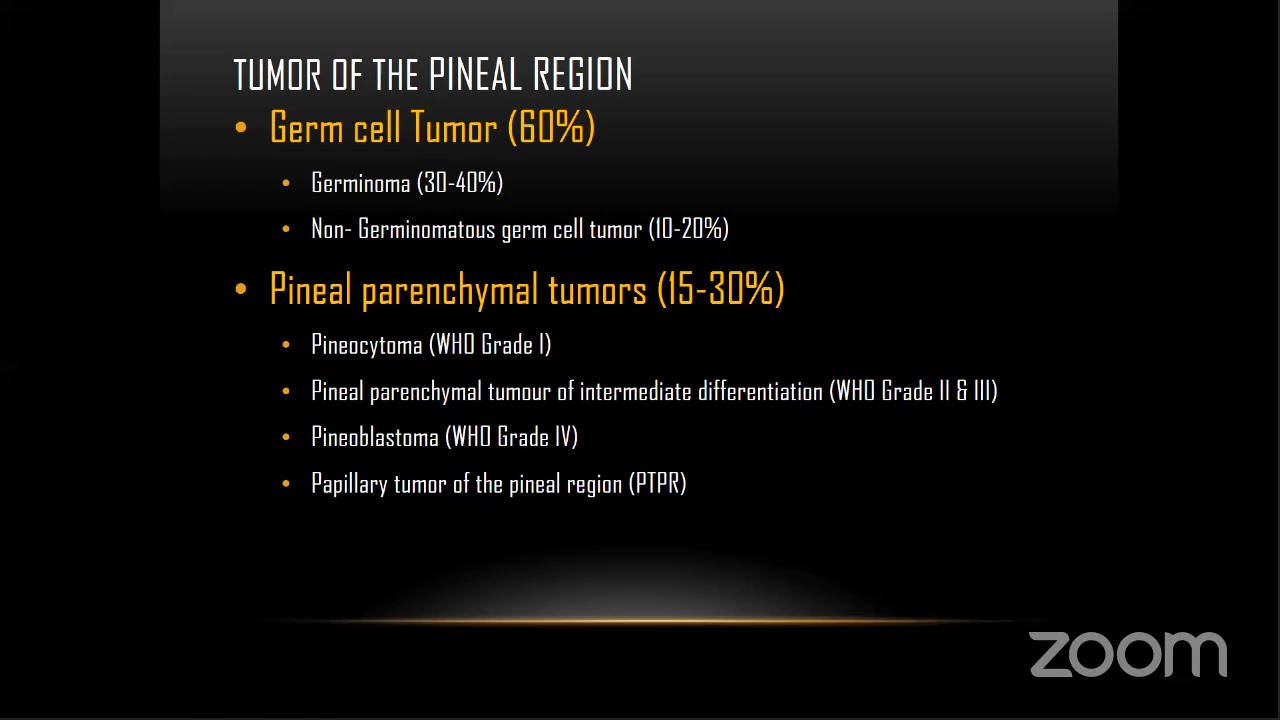 TUMOR OF THE PINEAL REGION
• Germ cell Tumor (60%)
• Germinoma (30-40%)
• Non- Germinomatous germ cell tumor (10-20%)
• Pineal parenchymal tumors (15-30%)
• Pineocytoma (WHO Grade I)
• Pineal parenchymal tumour of intermediate differentiation (WHO Grade II & III)
• Pineoblastoma (WHO Grade IV)
• Papillary tumor of the pineal region (PTPR)
zoom